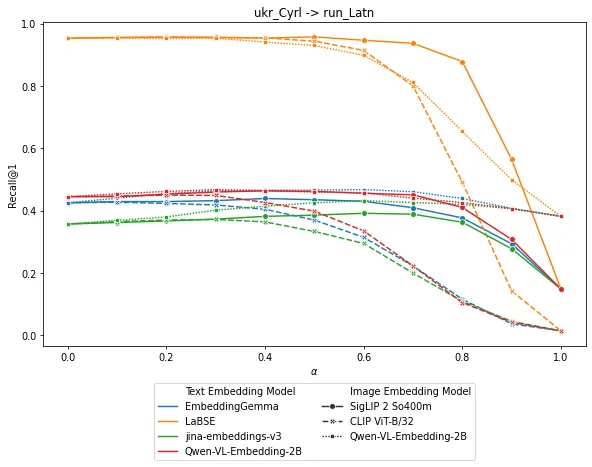 ukr_Cyrl -> run_Latn
Recall@1
1.0
0.8
0.6
0.4
0.2
0.0
0.0 0.2 0.4 0.6 0.8 1.0
α
Text Embedding Model
EmbeddingGemma
LaBSE
jina-embeddings-v3
Qwen-VL-Embedding-2B
Image Embedding Model
SigLIP 2 So400m
CLIP ViT-B/32
Qwen-VL-Embedding-2B